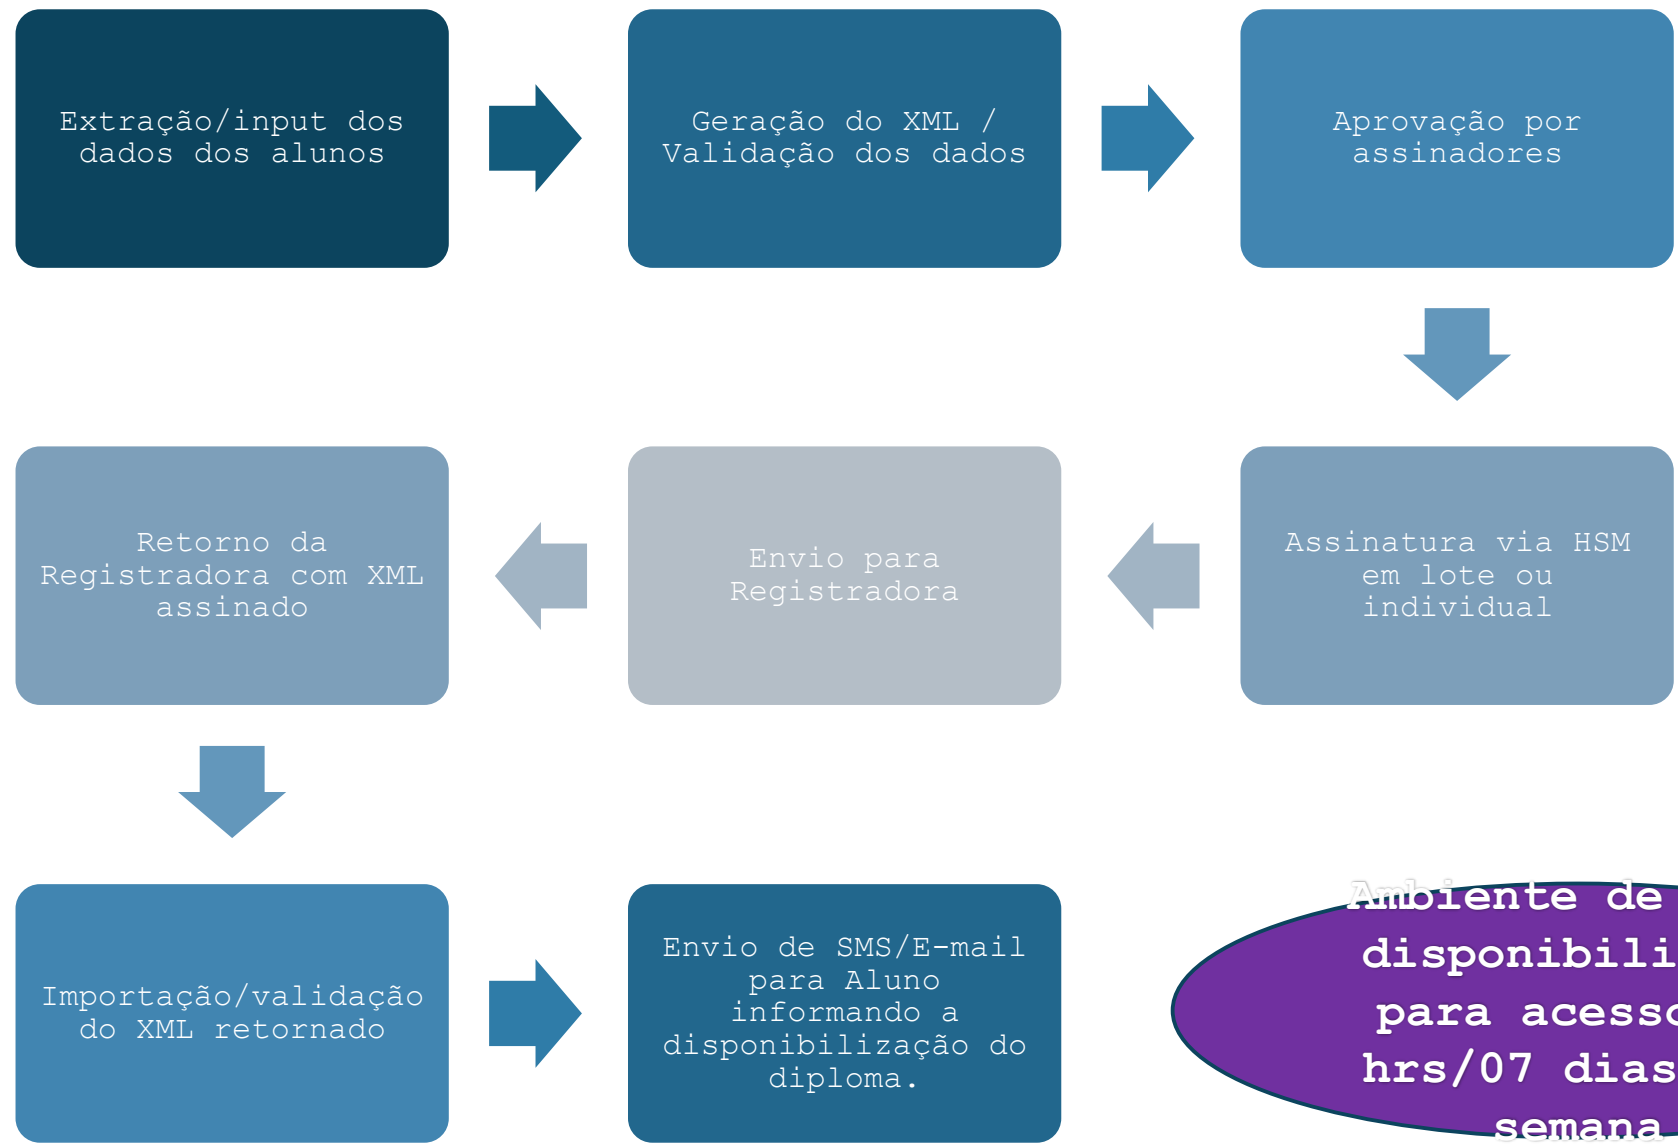 Extração/input dos
dados dos alunos
Geração do XML /
Validação dos dados
Aprovação por
assinadores
Assinatura via HSM
em lote ou
individual
Envio para
Registradora
Retorno da
Registradora com XML
assinado
Importação/validação
do XML retornado
Envio de SMS/E-mail
para Aluno
informando a
disponibilização do
diploma.
Ambiente de
para
hrs/07 dias
semana